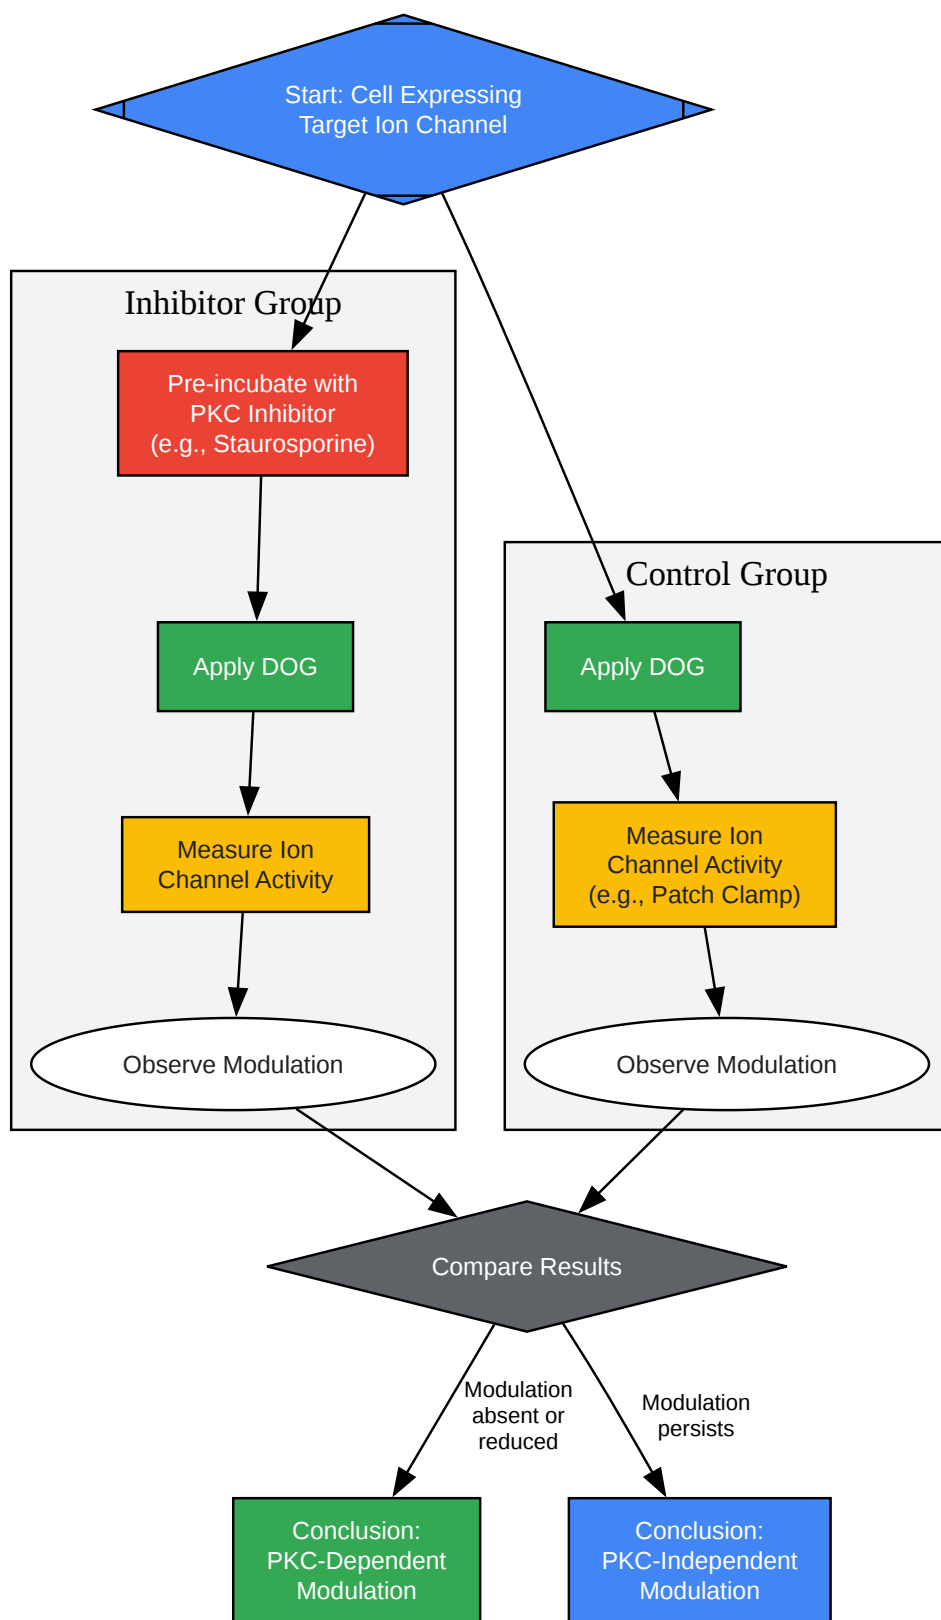 Start: Cell Expressing
Target Ion Channel
Inhibitor Group
Pre-incubate with
PKC Inhibitor
(e.g., Staurosporine)
Apply DOG
Measure Ion
Channel Activity
Observe Modulation
Control Group
Apply DOG
Measure Ion
Channel Activity
(e.g., Patch Clamp)
Observe Modulation
Compare Results
Modulation
absent or
reduced
Modulation
persists
Conclusion:
PKC-Dependent
Modulation
Conclusion:
PKC-Independent
Modulation